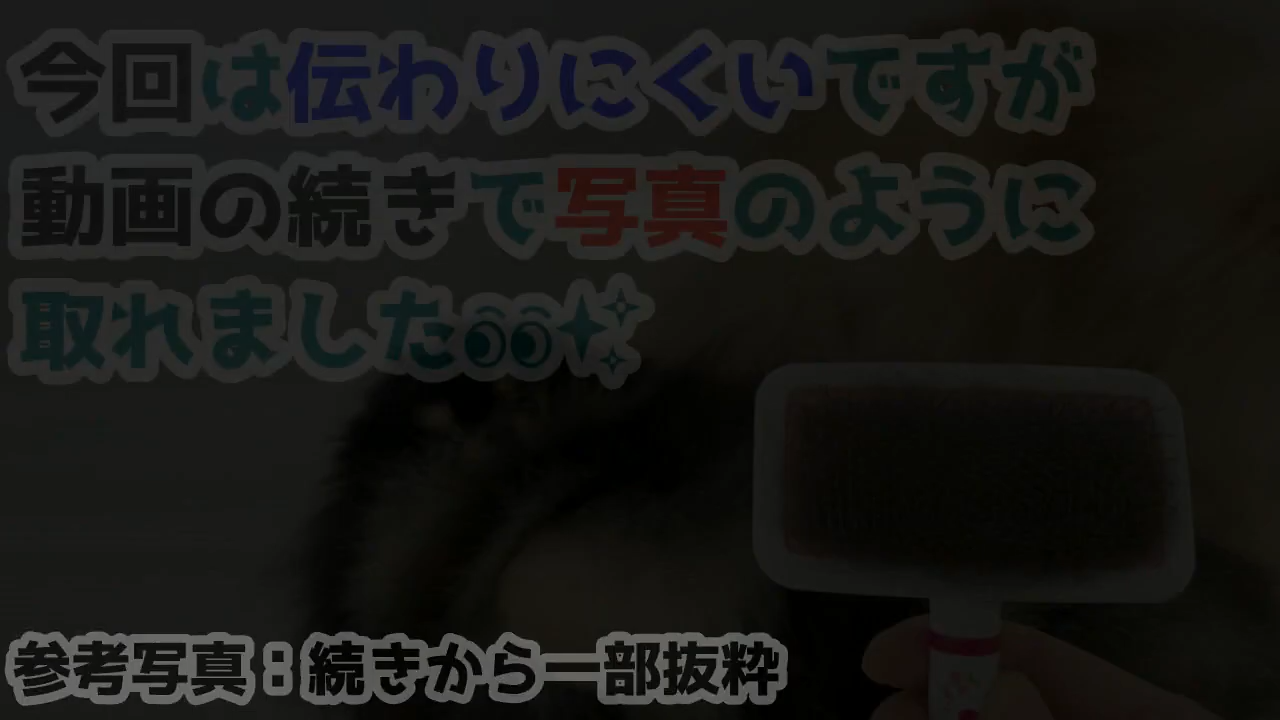 今回は伝わりにくいですが
動画の続きで写真のように
取れました👀✨
参考写真：続きから一部抜粋